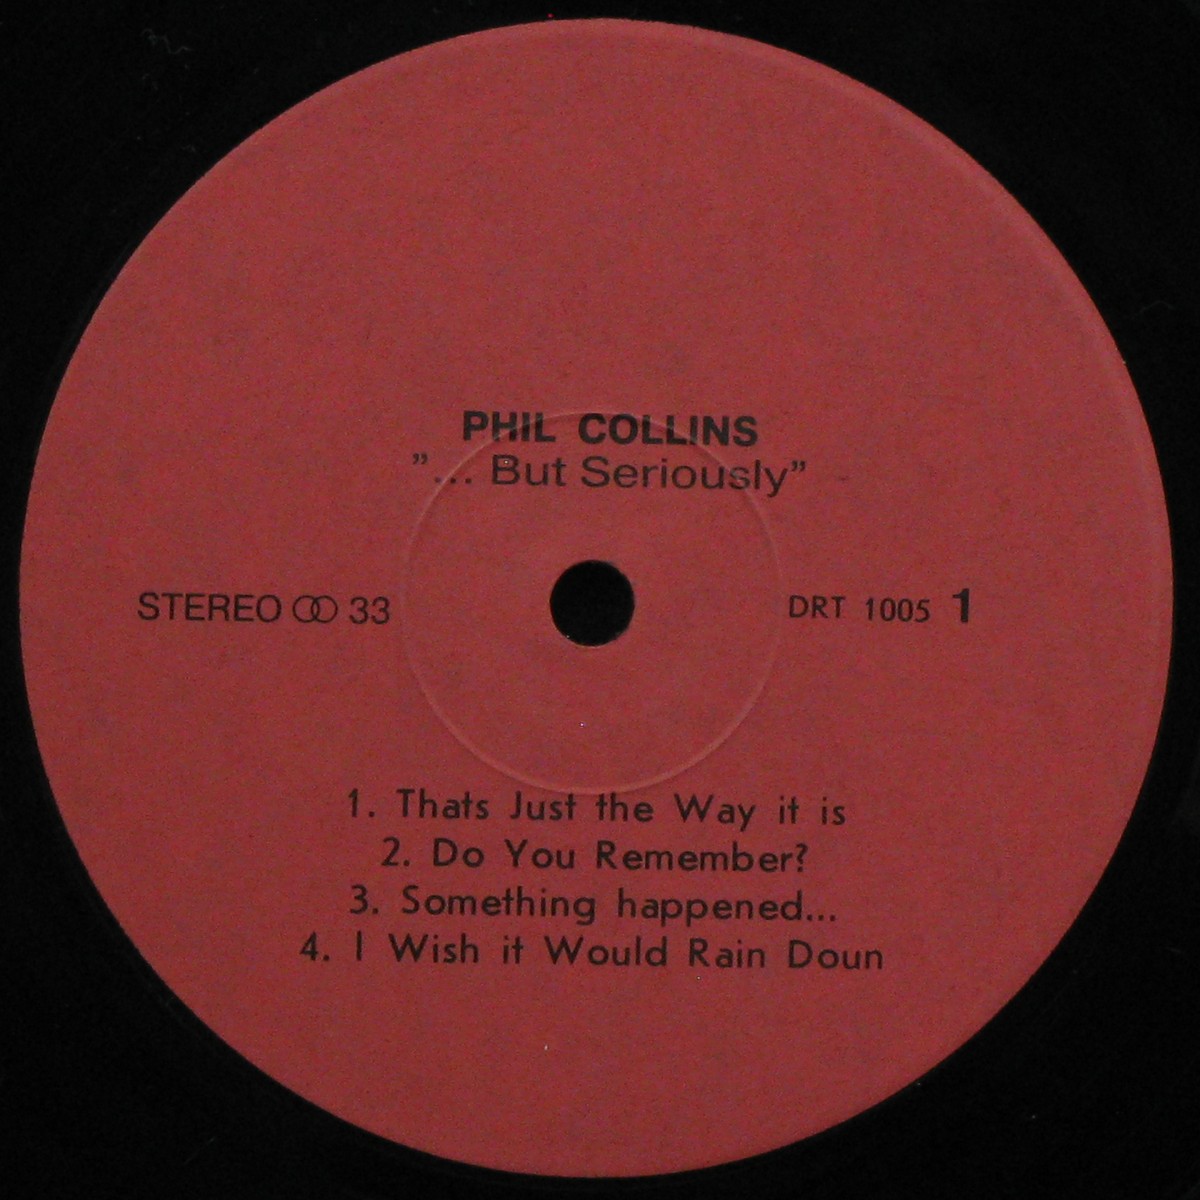 PHIL COLLINS
"... But Seriously"
STEREO 33
DRT 1005 1
1. Thats Just the Way it is
2. Do You Remember?
3. Something happened...
4. I Wish it Would Rain Doun